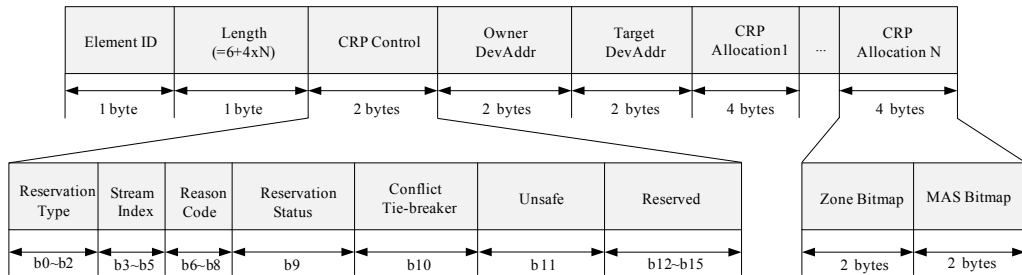 Element ID
Length
(=6+4xN)
CRP Control
Owner
DevAddr
Target
DevAddr
CRP
Allocation1
...
CRP
Allocation N
1 byte
1 byte
2 bytes
2 bytes
2 bytes
4 bytes
4 bytes
Reservation
Type
Stream
Index
Reason
Code
Reservation
Status
Conflict
Tie-breaker
Unsafe
Reserved
Zone Bitmap
MAS Bitmap
b0~b2
b3~b5
b6~b8
b9
b10
b11
b12~b15
2 bytes
2 bytes